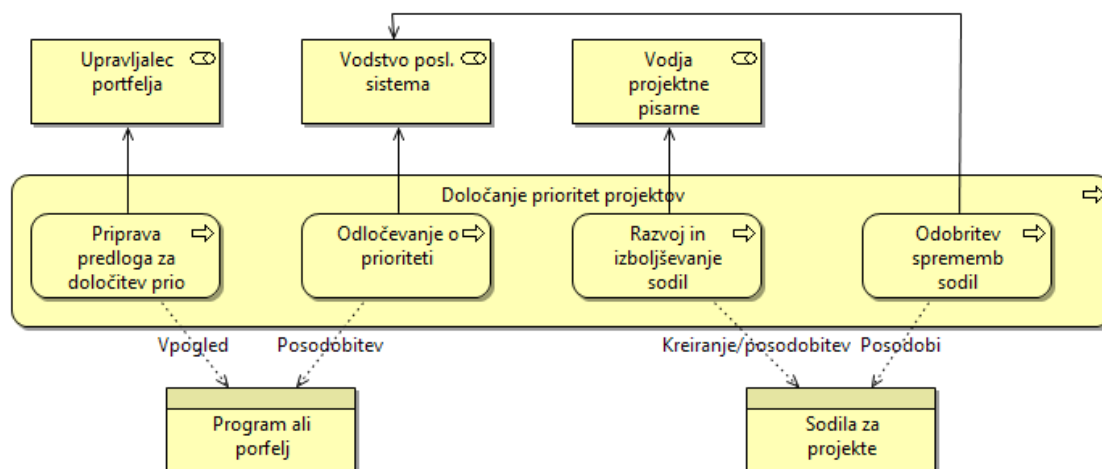 Upravljalec
portfelja
Vodstvo posl.
sistema
Vodja
projektne
pisarne
Določanje prioritet projektov
Priprava
predloga za
določitev prio
Odločevanje o
prioriteti
Razvoj in
izboljševanje
sodil
Odobritev
sprememb
sodil
Vpogled
Posodobitev
Kreiranje/posodobitev
Posodobi
Program ali
porfelj
Sodila za
projekte